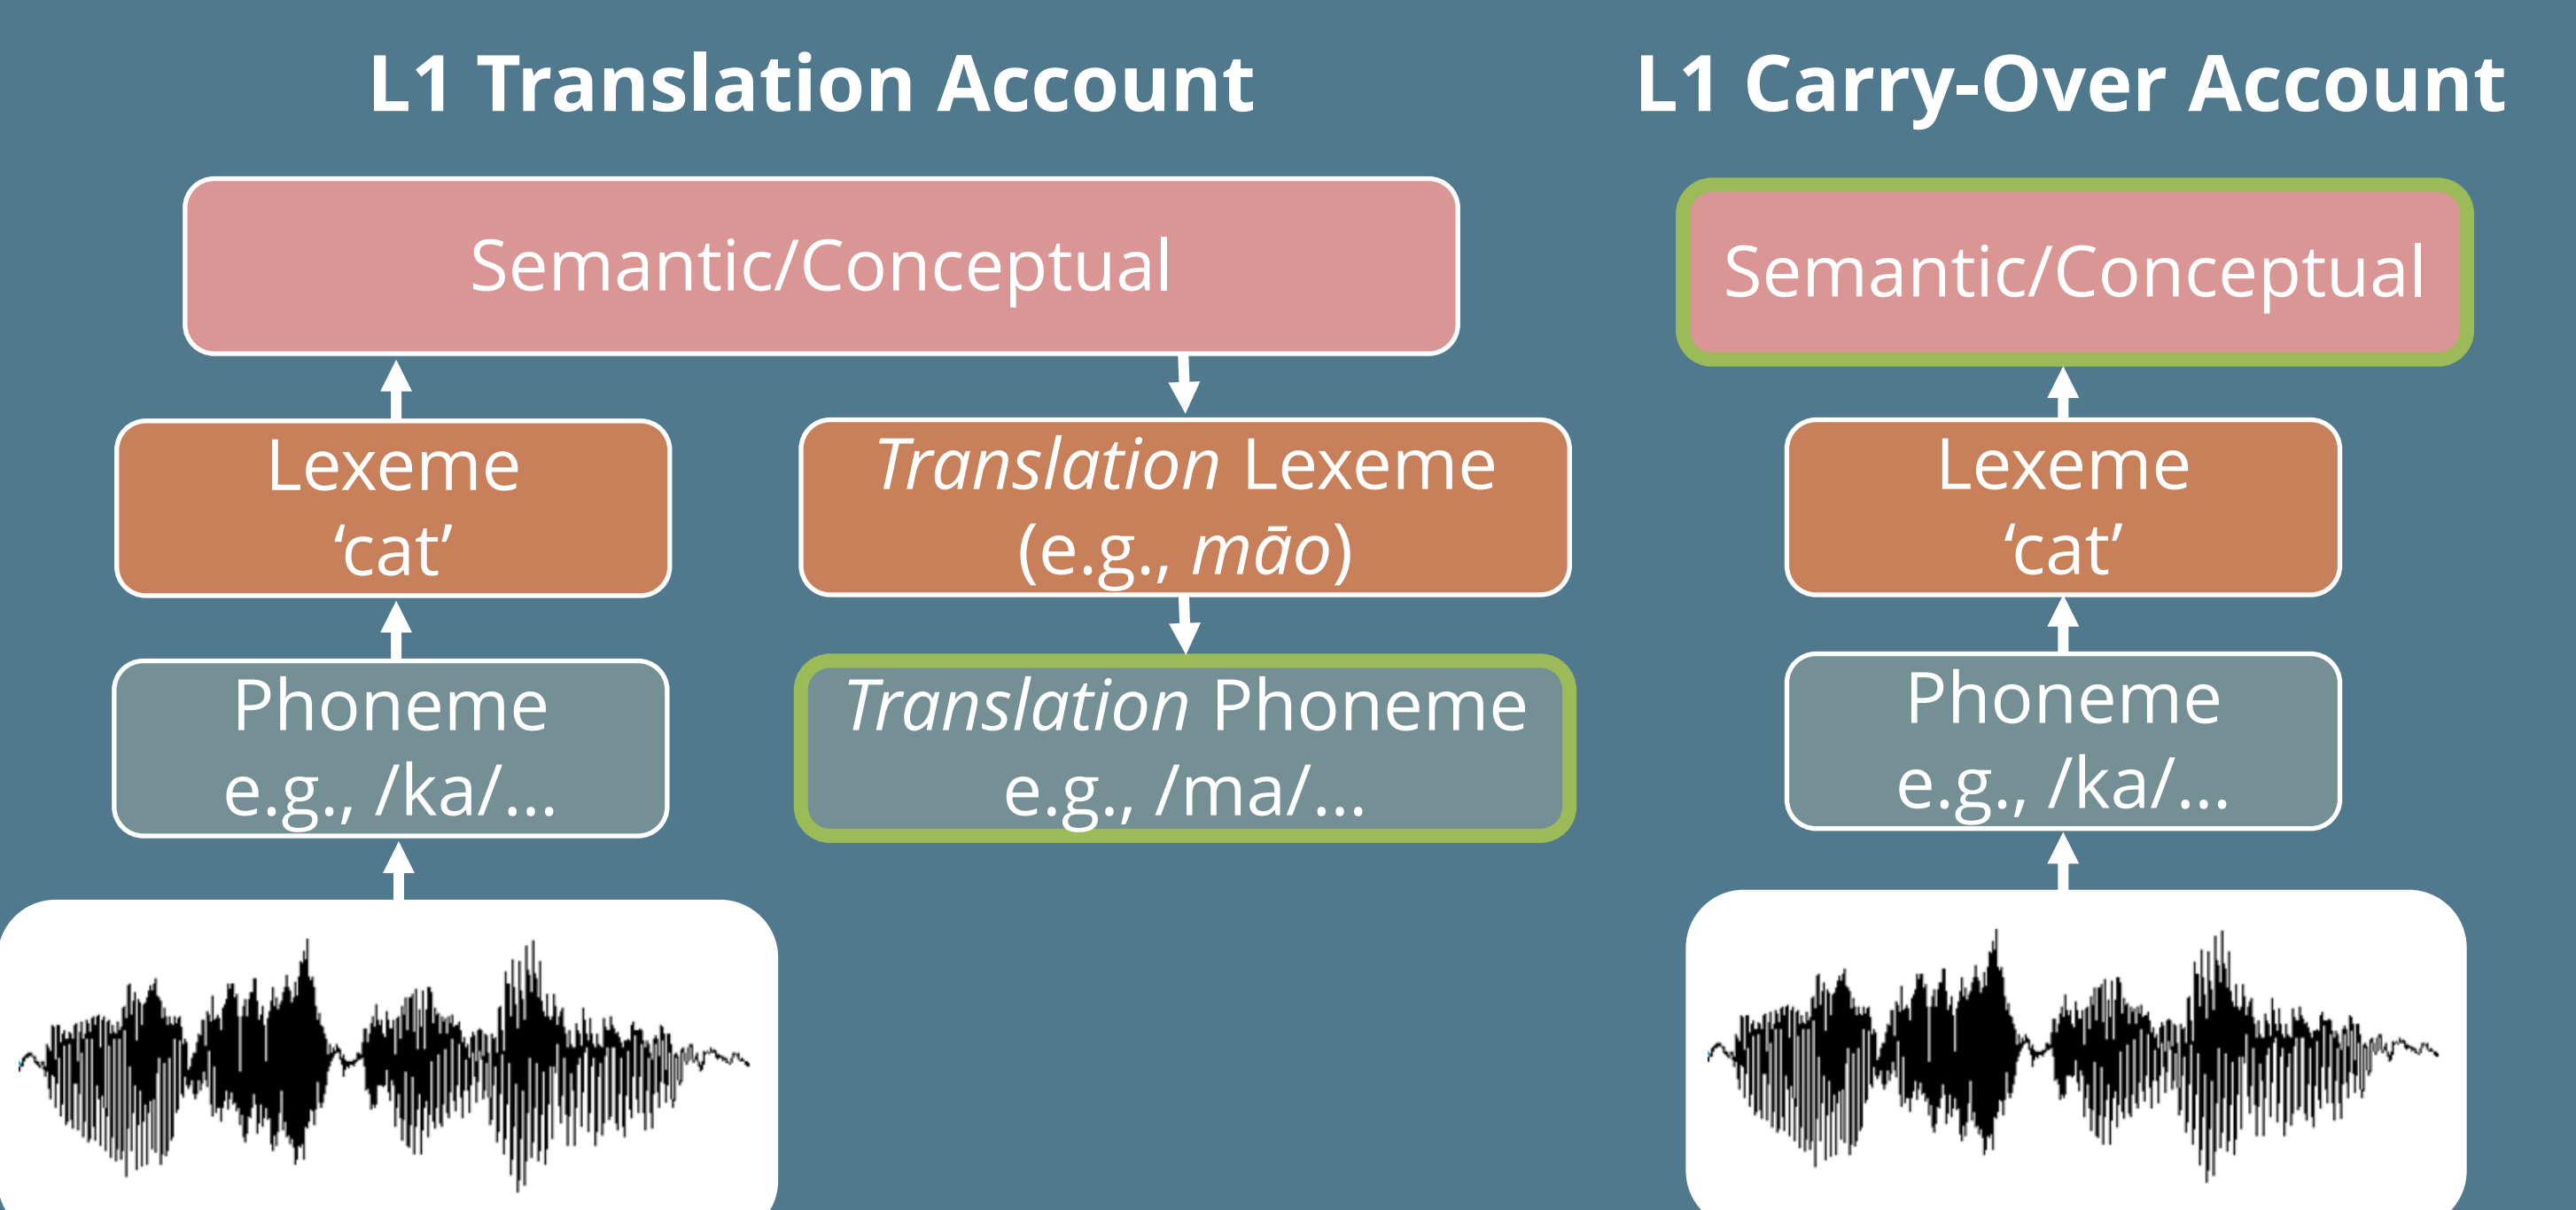 L1 Translation Account
Semantic/Conceptual
Lexeme
‘cat’
Phoneme
e.g., /ka/...
Translation Lexeme
(e.g., māo)
Translation Phoneme
e.g., /ma/...
L1 Carry-Over Account
Semantic/Conceptual
Lexeme
‘cat’
Phoneme
e.g., /ka/...